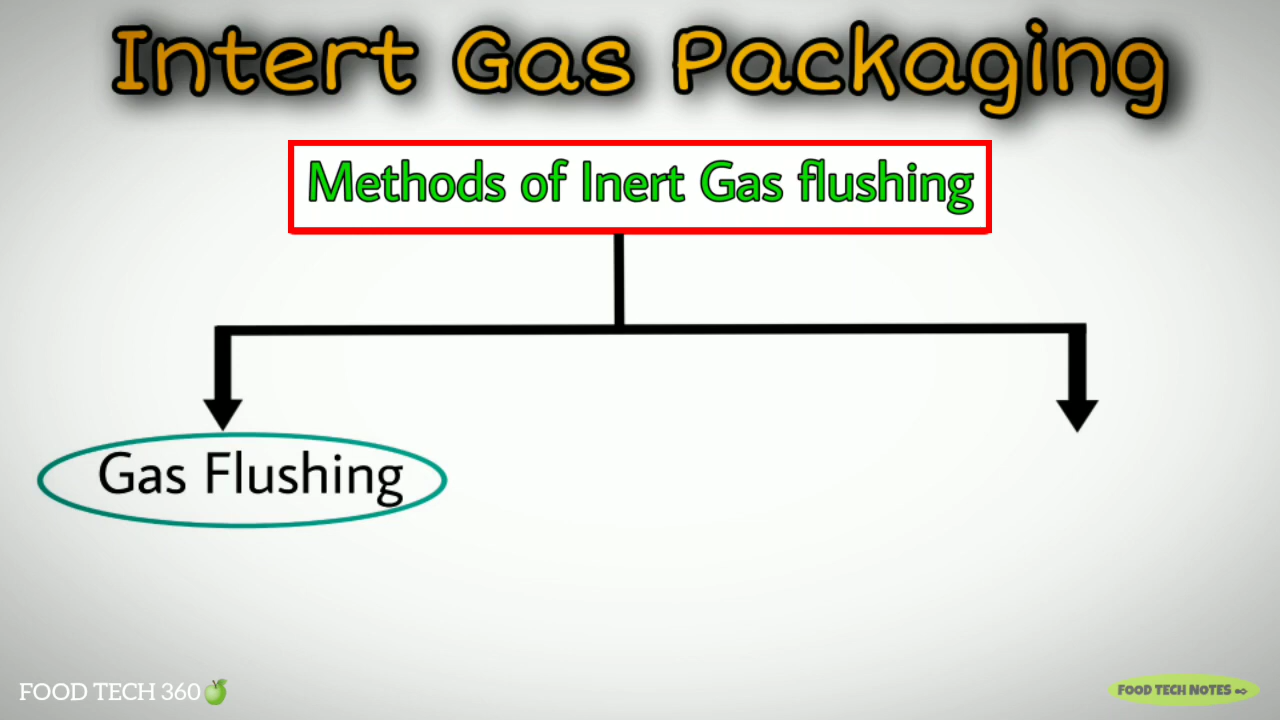 Intert Gas Packaging
Methods of Inert Gas flushing
Gas Flushing
FOOD TECH 360
FOOD TECH NOTES